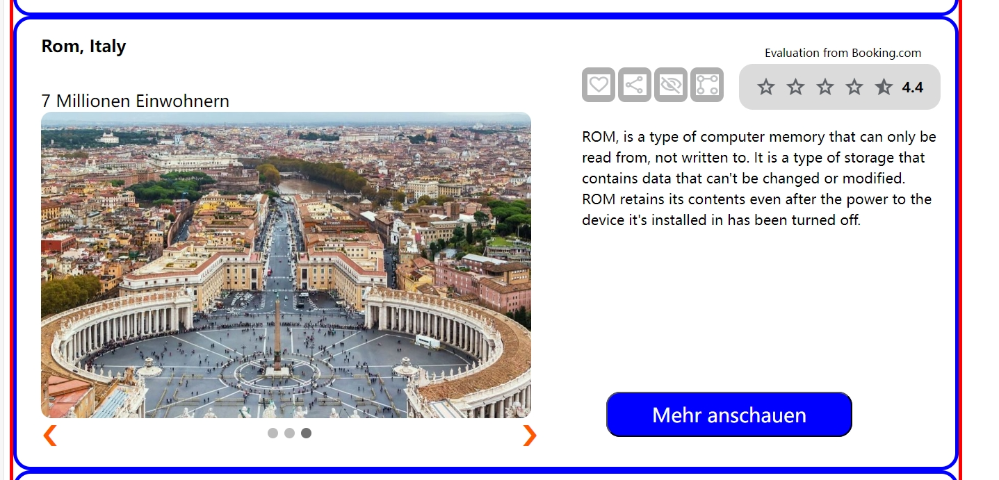 Rom, Italy
7 Millionen Einwohnern
Evaluation from Booking.com
4.4
ROM, is a type of computer memory that can only be
read from, not written to. It is a type of storage that
contains data that can't be changed or modified.
ROM retains its contents even after the power to the
device it's installed in has been turned off.
Mehr anschauen